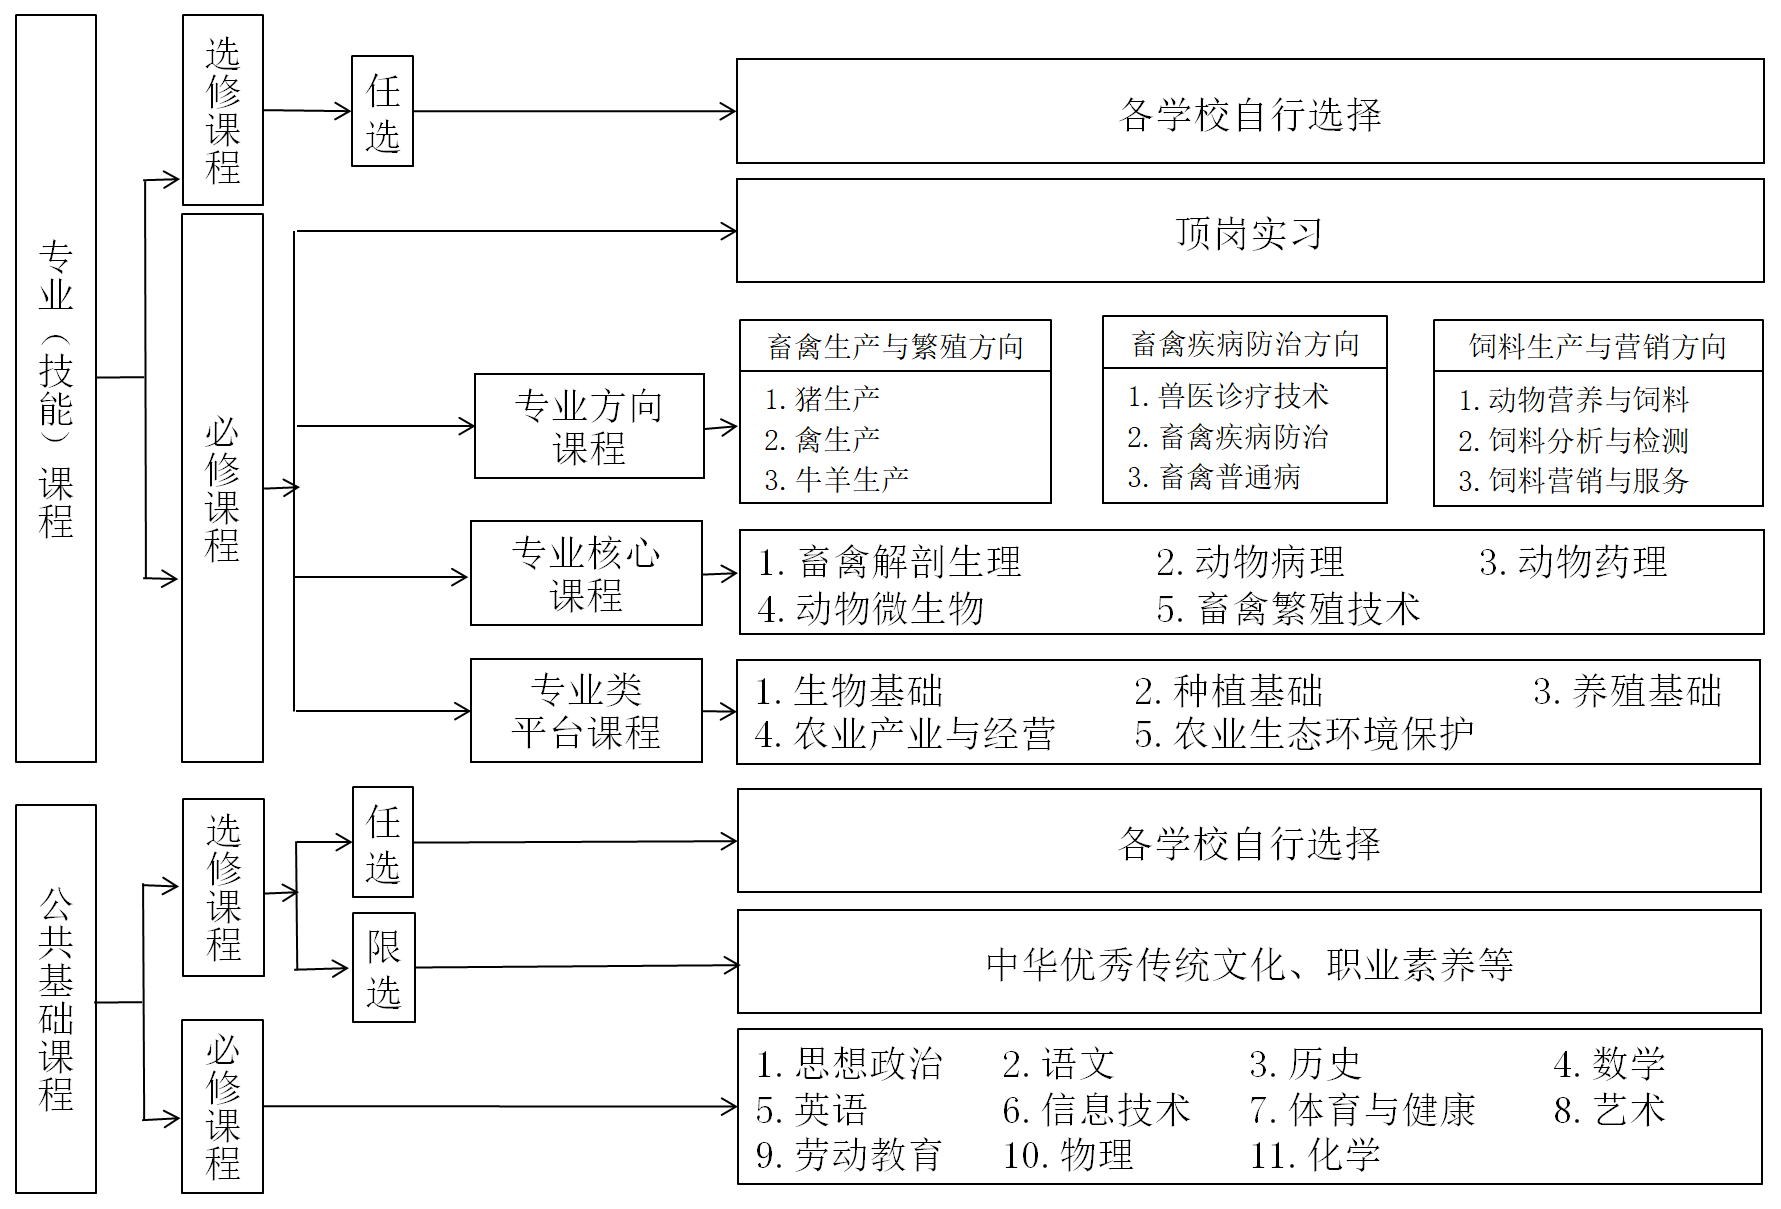 专业（技能）课程
选修课程
任选
各学校自行选择
必修课程
顶岗实习
专业方向
课程
畜禽生产与繁殖方向
1. 猪生产
2. 禽生产
3. 牛羊生产
畜禽疾病防治方向
1. 兽医诊疗技术
2. 畜禽疾病防治
3. 畜禽普通病
饲料生产与营销方向
1. 动物营养与饲料
2. 饲料分析与检测
3. 饲料营销与服务
专业核心
课程
1. 畜禽解剖生理 2. 动物病理 3. 动物药理
4. 动物微生物 5. 畜禽繁殖技术
专业类
平台课程
1. 生物基础 2. 种植基础 3. 养殖基础
4. 农业产业与经营 5. 农业生态环境保护
公共基础课程
选修课程
任选
各学校自行选择
限选
中华优秀传统文化、职业素养等
必修课程
1. 思想政治 2. 语文 3. 历史 4. 数学
5. 英语 6. 信息技术 7. 体育与健康 8. 艺术
9. 劳动教育 10. 物理 11. 化学